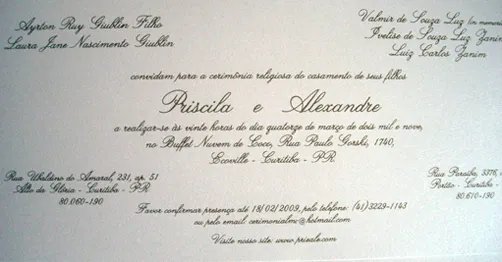 Ayrton Ruy Giublin Filho
Laura Jane Nascimento Giublin
Valmir de Souza Luz (in
Ivelise de Souza Luz
Luiz Carlos Zanim
convidam para a cerimônia religiosa do casamento de seus filhos
Priscila e Alexandre
a realizar-se às vinte horas do dia quatorze de março de dois mil e nove,
no Buffet Nuvem de Coco, Rua Paulo Gorski, 1740,
Ecoville - Curitiba - PR
Rua Ubaldino do Amaral, 231, ap. 51
Alto da Glória - Curitiba - PR
80.060-190
Rua Paraíba, 3376,
Portão - Curitiba
80.610-190
Favor confirmar presença até 18/02/2009, pelo telefone: (41)3229-1143
ou pelo email: cerimonialmc@hotmail.com
Visite nosso site: www.prixale.com